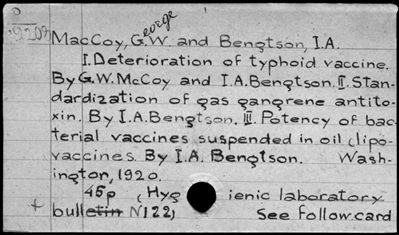 George
MacCoy, G.W. and Bengtson, I.A.
I. Deterioration of typhoid vaccine.
By G.W. McCoy and I.A. Bengtson. II. Stan-
dardization of gas gangrene antito-
xin. By I.A. Bengtson. III. Potency of bac-
terial vaccines suspended in oil (lipo-
vaccines. By I.A. Bengtson. Wash-
ington, 1920.
45p (Hyg ienic laboratory
+ bulletin N122) See follow.card